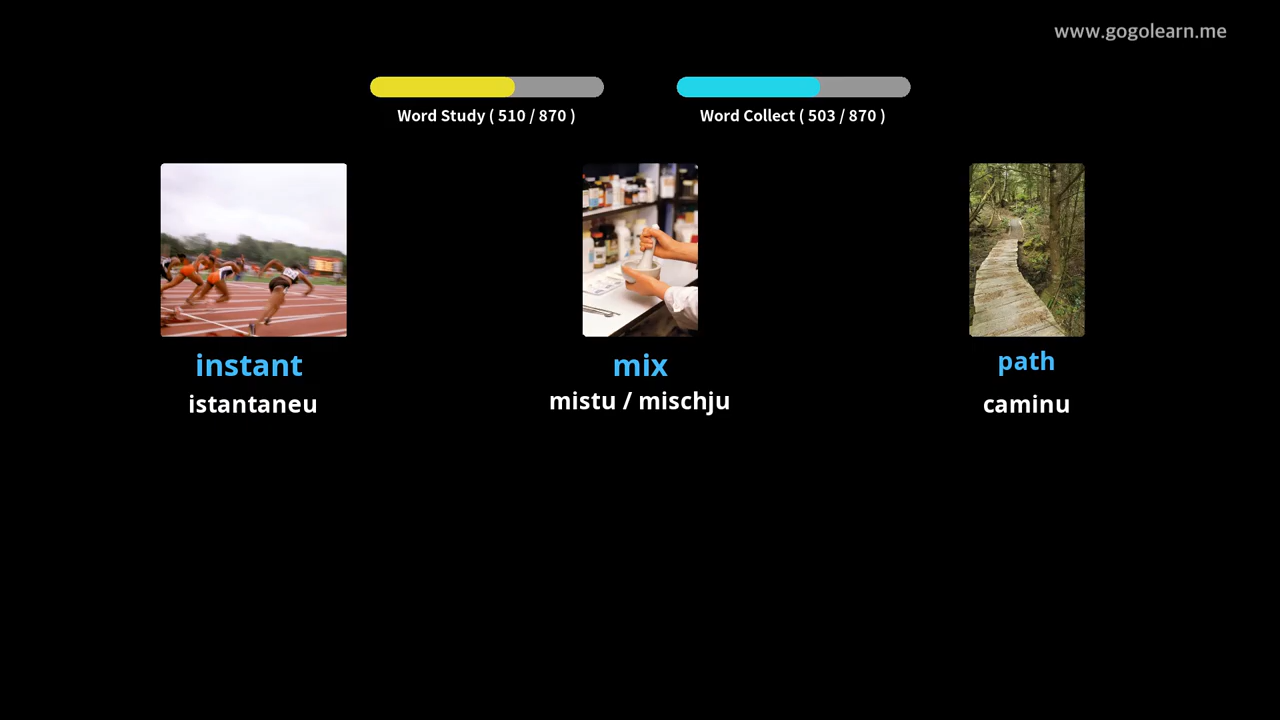 www.gogolearn.me
Word Study ( 510 / 870 )
Word Collect ( 503 / 870 )
instant
mix
path
istantaneu
mistu / mischju
caminu